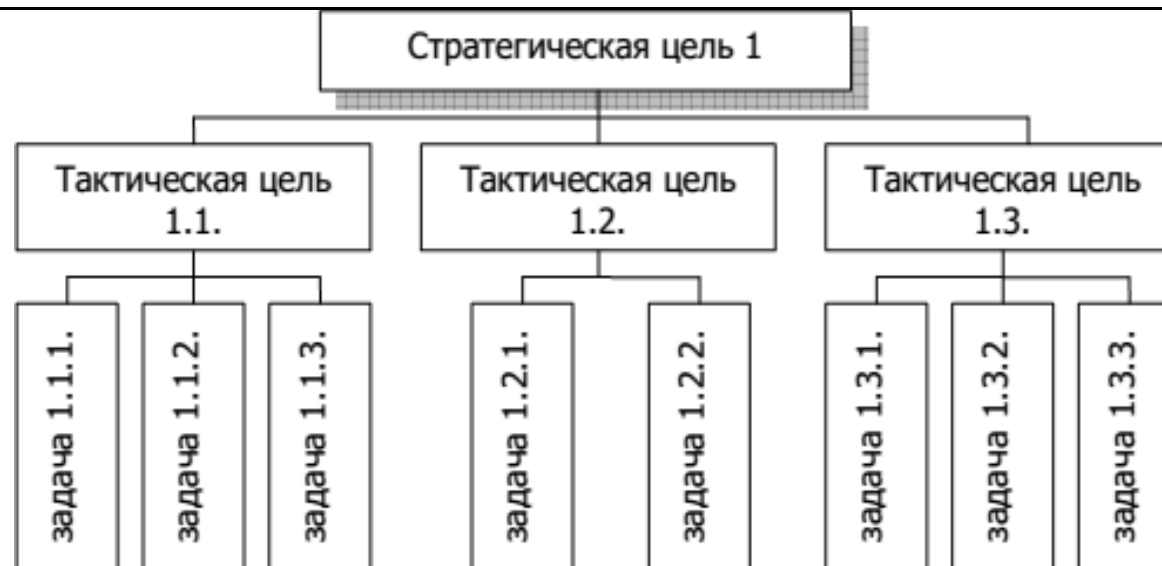 Стратегическая цель 1
Тактическая цель
1.1.
Тактическая цель
1.2.
Тактическая цель
1.3.
задача 1.1.1.
задача 1.1.2.
задача 1.1.3.
задача 1.2.1.
задача 1.2.2.
задача 1.3.1.
задача 1.3.2.
задача 1.3.3.